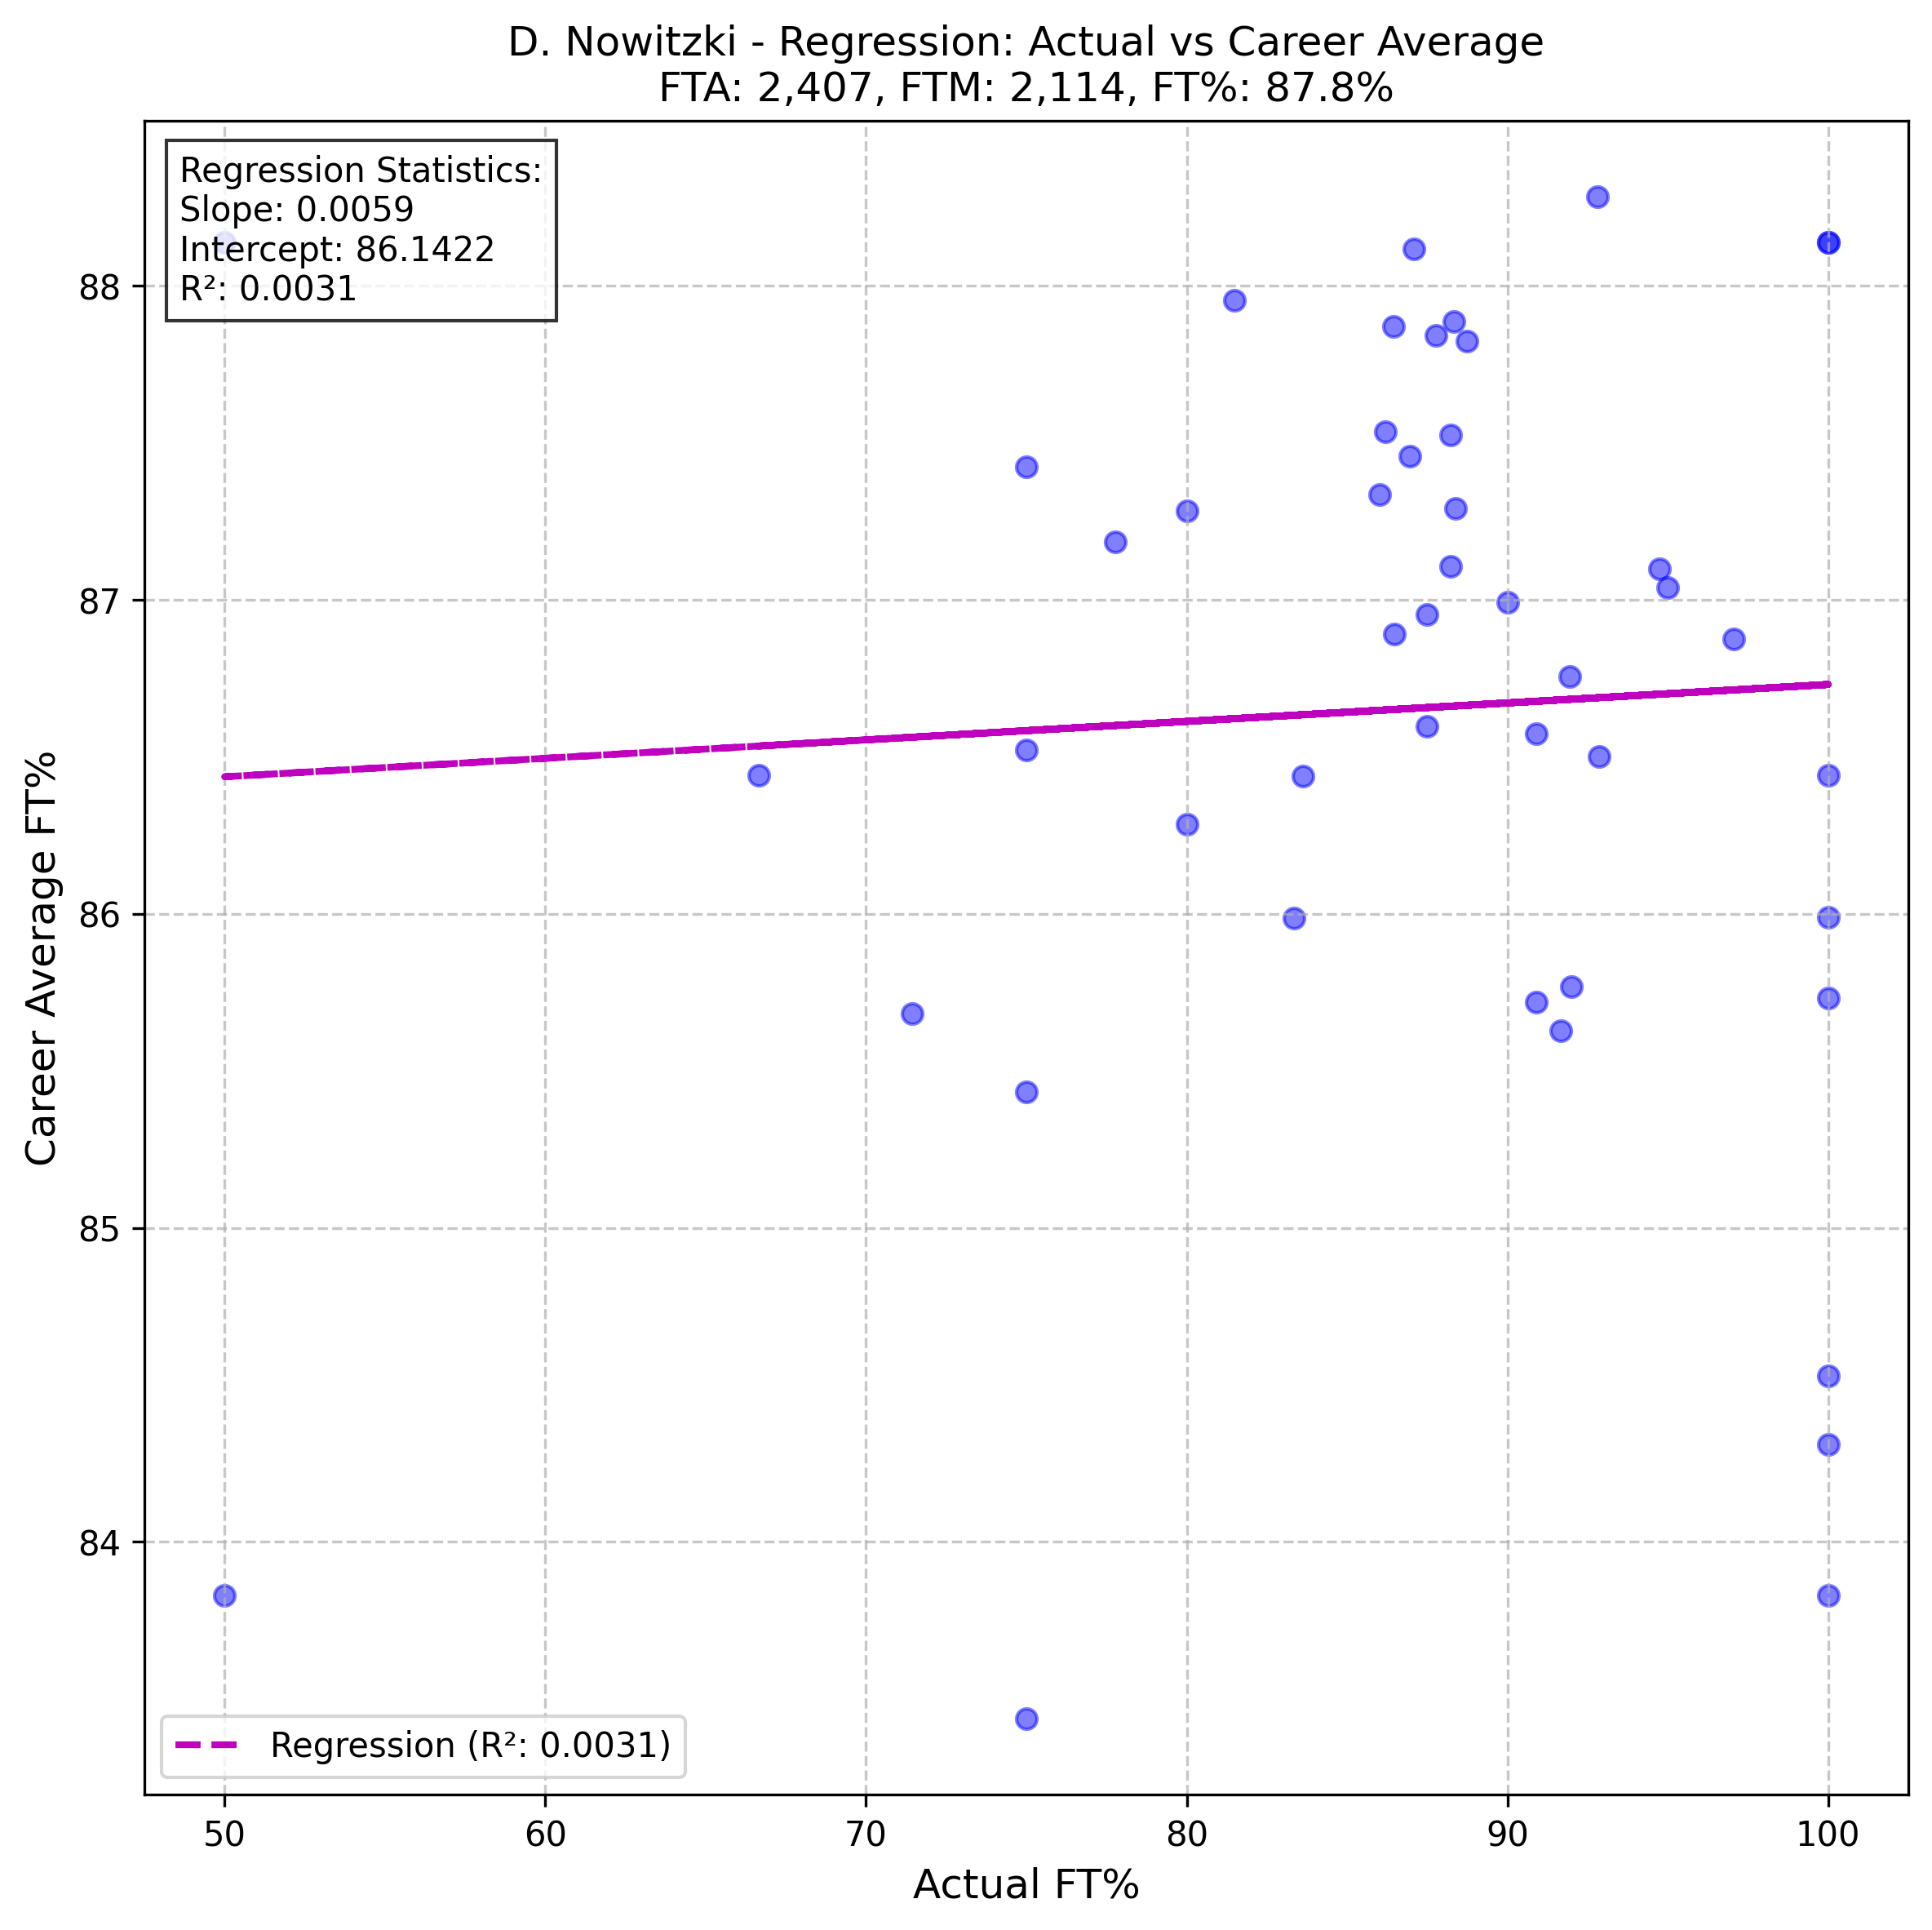 D. Nowitzki - Regression: Actual vs Career Average
FTA: 2,407, FTM: 2,114, FT%: 87.8%
Regression Statistics:
Slope: 0.0059
Intercept: 86.1422
R²: 0.0031
88
87
86
85
84
Career Average FT%
Regression (R²: 0.0031)
50
60
70
80
90
100
Actual FT%